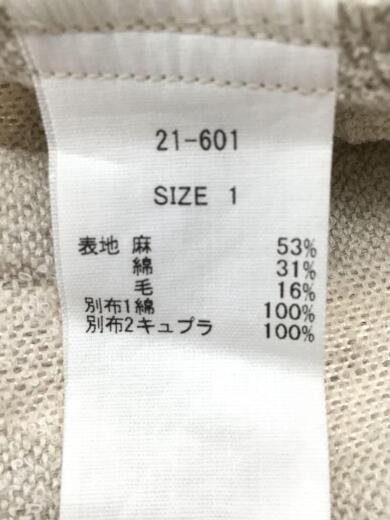 21-601
SIZE 1
表地 麻 53%
綿 31%
毛 16%
別布1綿 100%
別布2キュプラ 100%